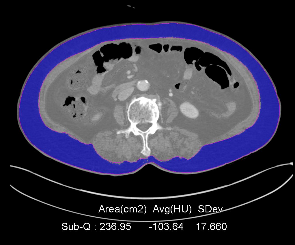 Area(cm2) Avg(HU) SDev
Sub-Q : 236.95 -103.64 17.660